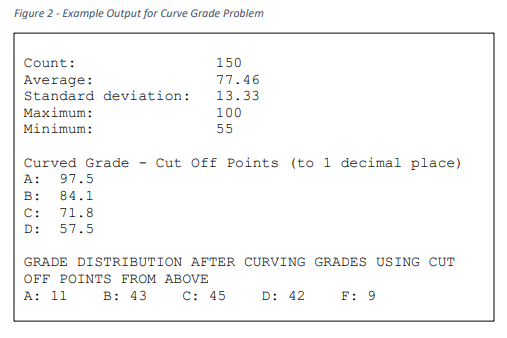 Figure 2 - Example Output for Curve Grade Problem
Count: 150
Average: 77.46
Standard deviation: 13.33
Maximum: 100
Minimum: 55
Curved Grade - Cut Off Points (to 1 decimal place)
A: 97.5
B: 84.1
C: 71.8
D: 57.5
GRADE DISTRIBUTION AFTER CURVING GRADES USING CUT
OFF POINTS FROM ABOVE
A: 11 B: 43 C: 45 D: 42 F: 9